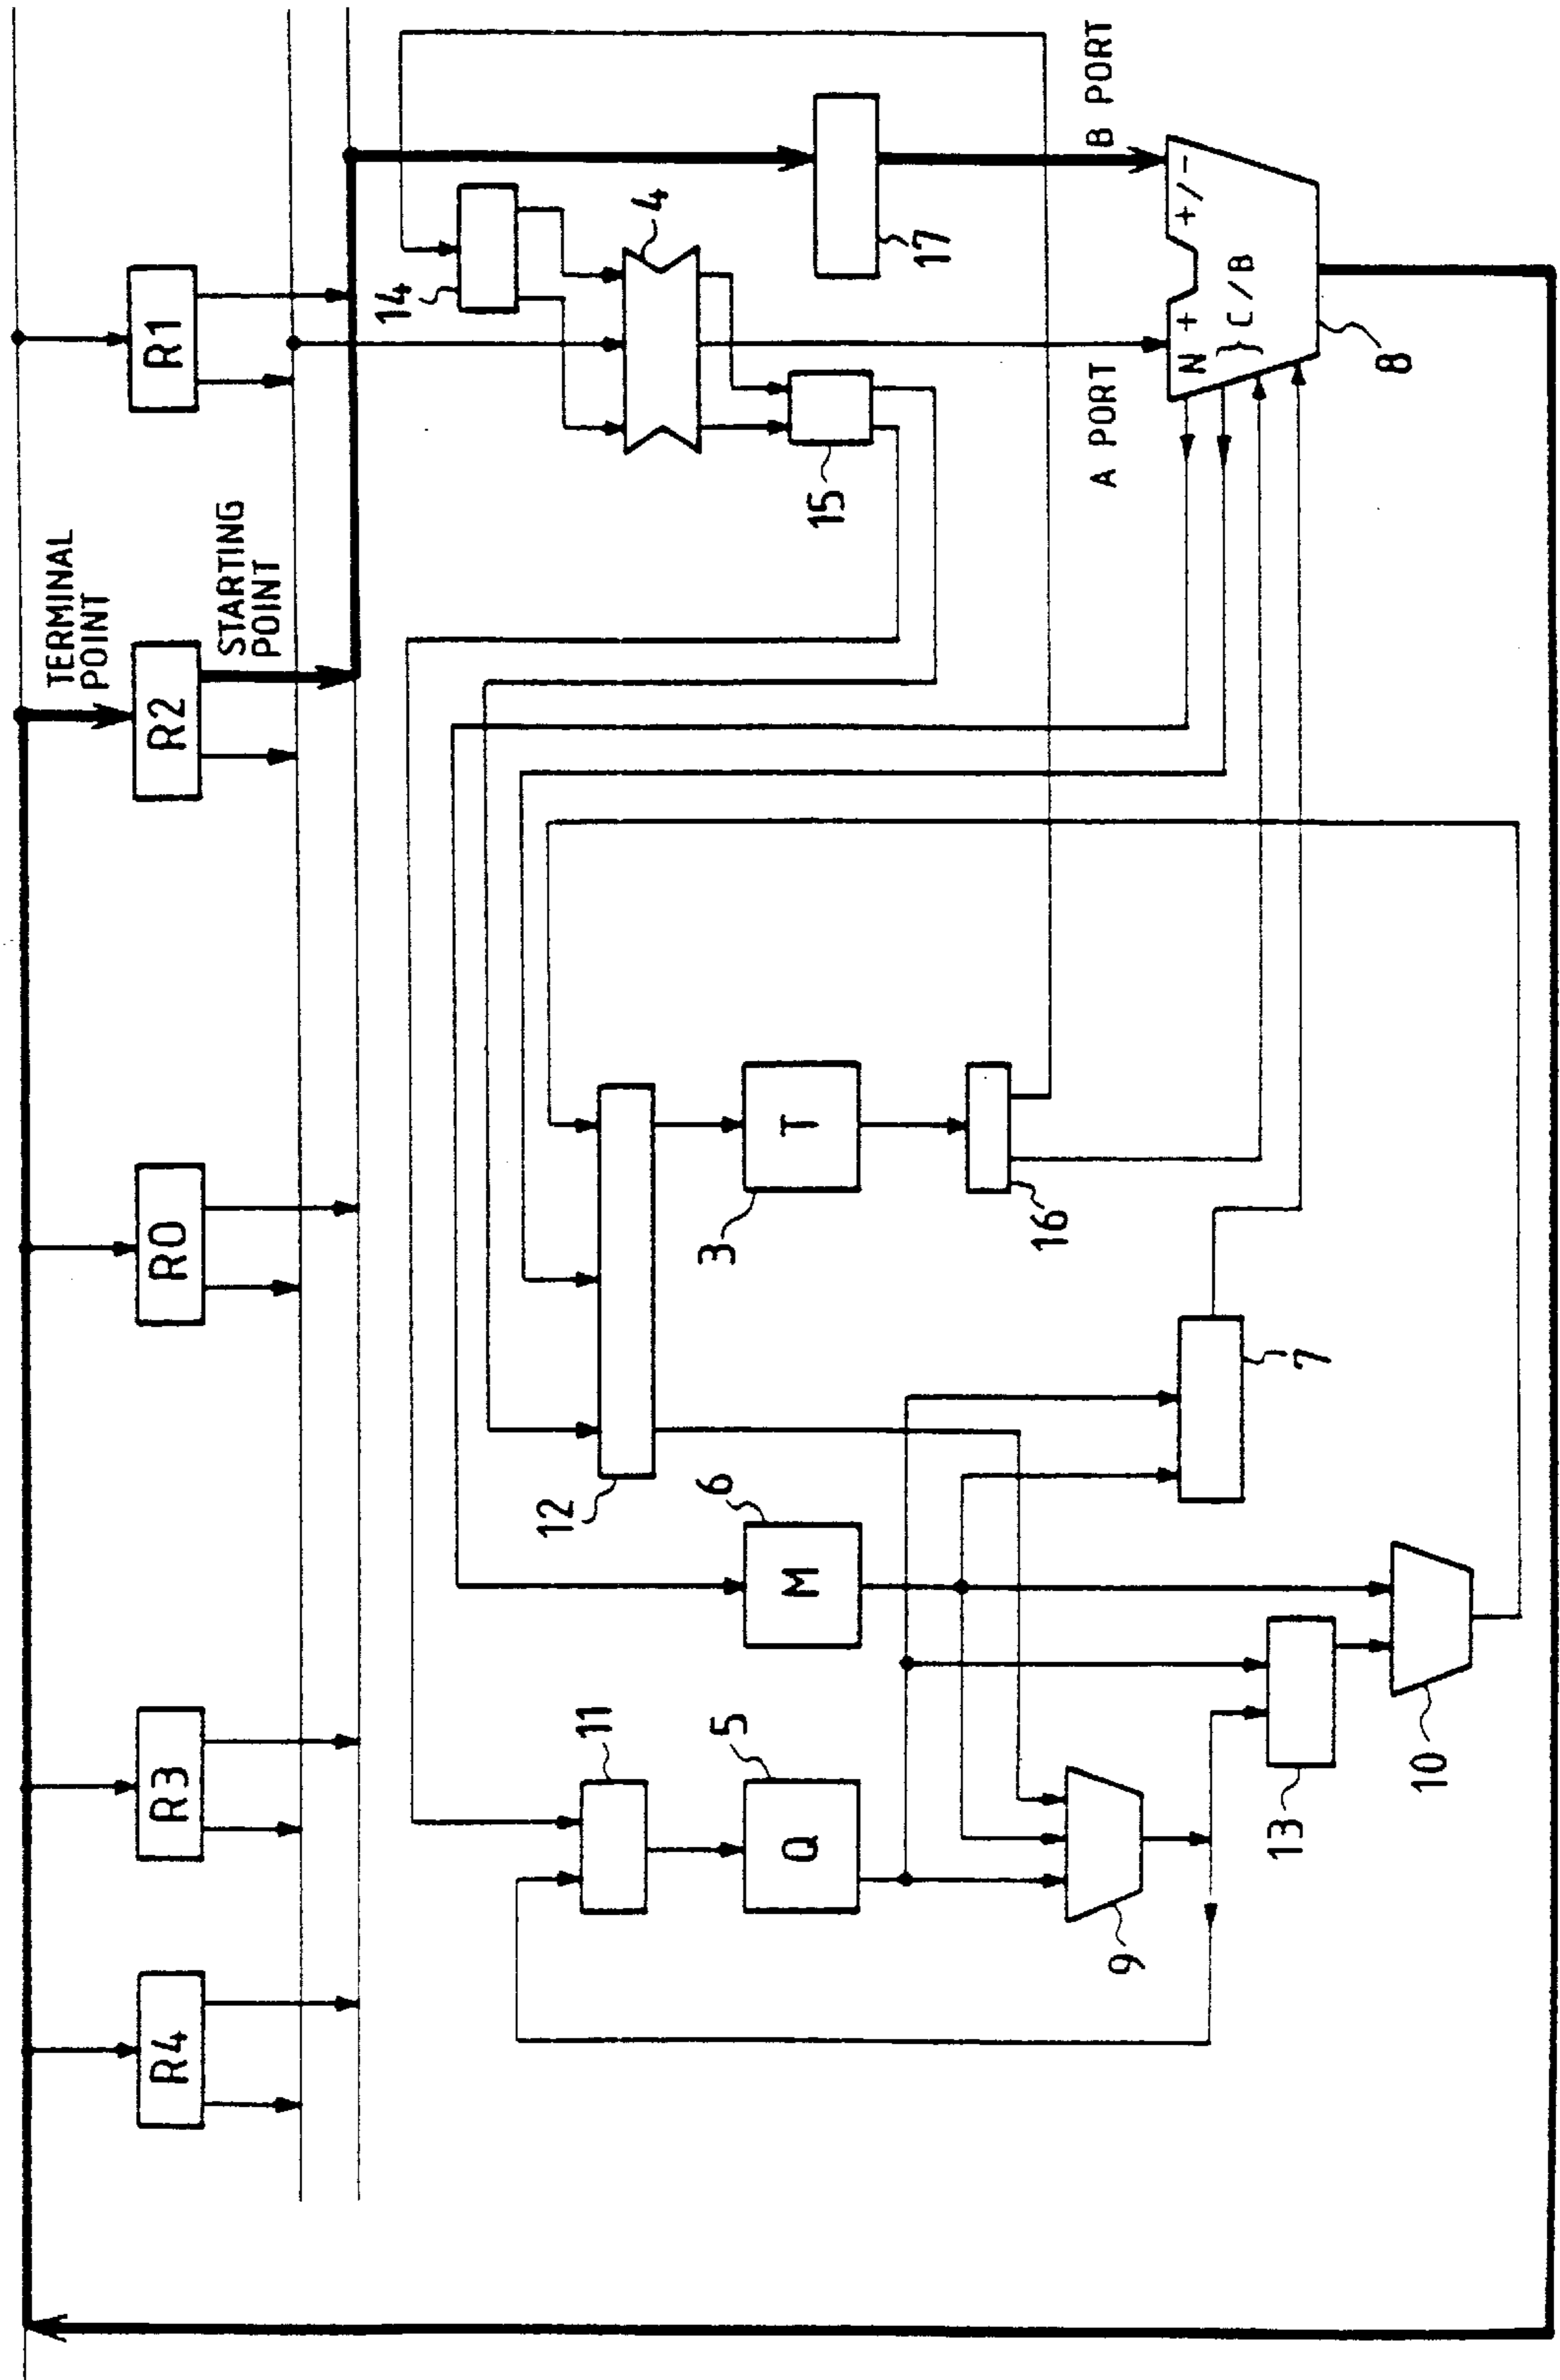 R4
R3
R0
R2
R1
TERMINAL
POINT
STARTING
POINT
14
4
11
5
Q
6
M
12
3
T
15
17
16
9
13
10
7
A PORT
B PORT
N + +/-
} C/B
8